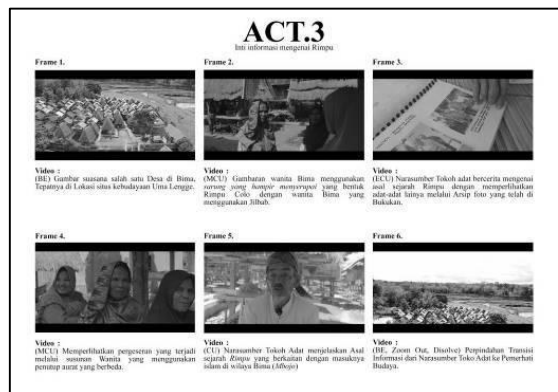 ACT.3
Inti informasi mengenai Rimpu
Frame 1.
Frame 2.
Frame 3.
Video :
(BE) Gambar suasana salah satu Desa di Bima,
Tepatnya di Lokasi situs kebudayaan Uma Lengge.
Video :
(MCU) Gambaran wanita Bima menggunakan
sarung yang hampir menyerupai yang bentuk
Rimpu Colo dengan wanita Bima yang
menggunakan Jilbab.
Video :
(ECU) Narasumber Tokoh adat bercerita mengenai
asal sejarah Rimpu dengan memperlihatkan
adat-adat lainya melalui Arsip foto yang telah di
Bukukan.
Frame 4.
Frame 5.
Frame 6.
Video :
(MCU) Memperlihatkan pergeseran yang terjadi
melalui susunan Wanita yang menggunakan
penutup aurat yang berbeda.
Video :
(CU) Narasumber Tokoh Adat menjelaskan Asal
sejarah Rimpu yang berkaitan dengan masuknya
islam di wilaya Bima (Mbojo)
Video :
(BE, Zoom Out, Disolve) Perpindahan Transisi
Informasi dari Narasumber Toko Adat ke Pemerhati
Budaya.